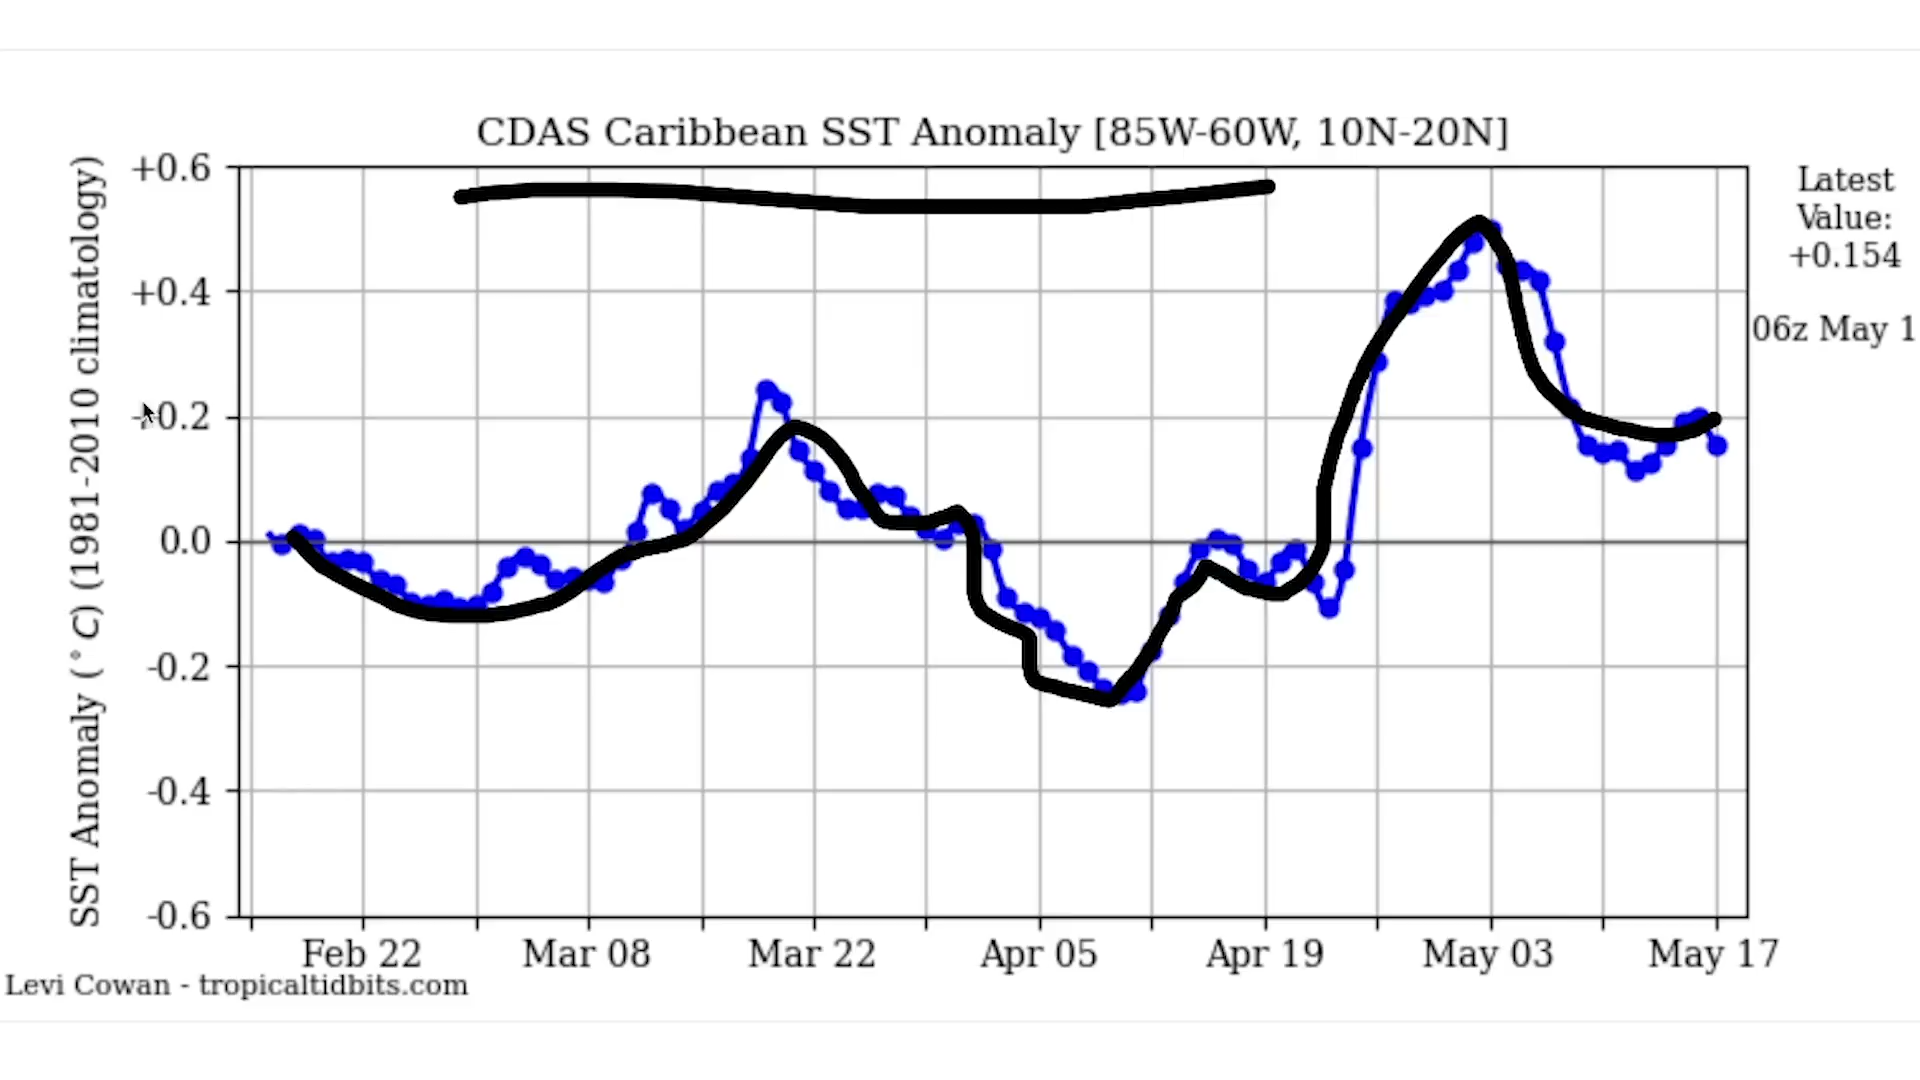 CDAS Caribbean SST Anomaly [85W-60W, 10N-20N]
SST Anomaly (°C) (1981-2010 climatology)
+0.6
+0.4
+0.2
0.0
-0.2
-0.4
-0.6
Latest
Value:
+0.154
06z May 1
Feb 22
Mar 08
Mar 22
Apr 05
Apr 19
May 03
May 17
Levi Cowan - tropicaltidbits.com